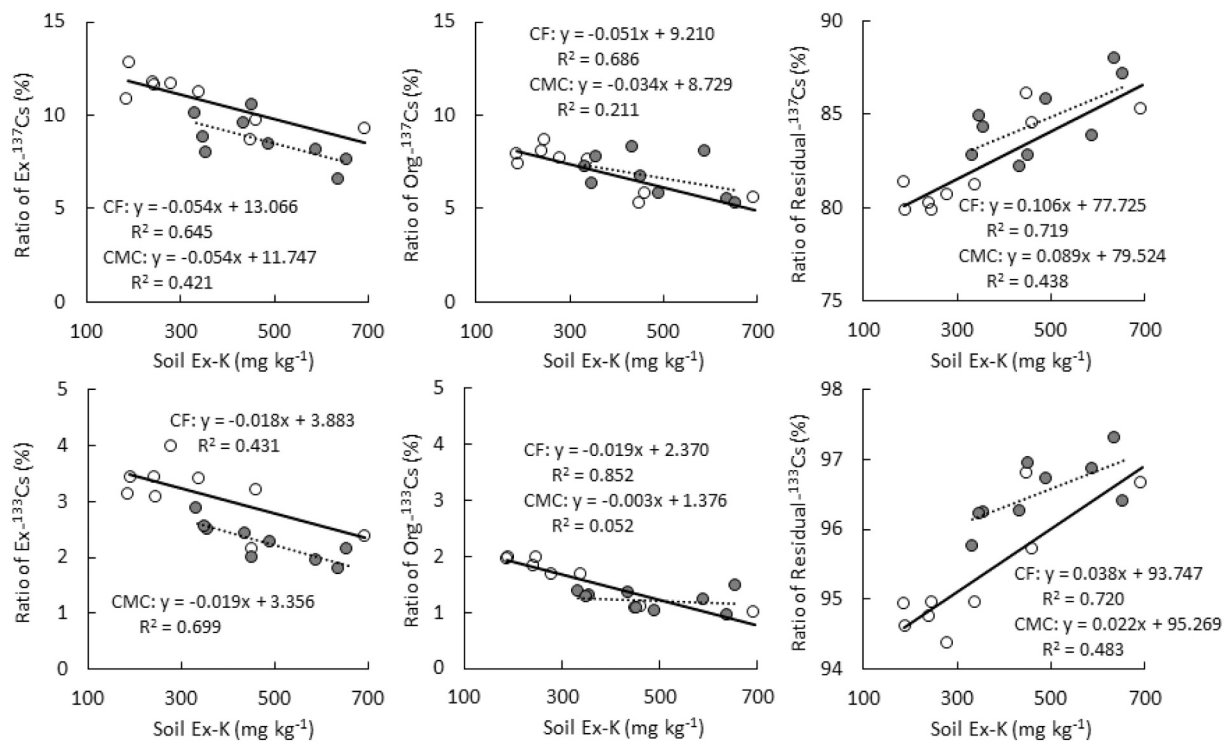 Ratio of Ex-¹³⁷Cs (%)
15
10
5
0
CF: y = -0.054x + 13.066
R² = 0.645
CMC: y = -0.054x + 11.747
R² = 0.421
100 300 500 700
Soil Ex-K (mg kg⁻¹)
Ratio of Org-¹³⁷Cs (%)
15
10
5
0
CF: y = -0.051x + 9.210
R² = 0.686
CMC: y = -0.034x + 8.729
R² = 0.211
100 300 500 700
Soil Ex-K (mg kg⁻¹)
Ratio of Residual-¹³⁷Cs (%)
90
85
80
75
CF: y = 0.106x + 77.725
R² = 0.719
CMC: y = 0.089x + 79.524
R² = 0.438
100 300 500 700
Soil Ex-K (mg kg⁻¹)
Ratio of Ex-¹³³Cs (%)
5
4
3
2
1
0
CF: y = -0.018x + 3.883
R² = 0.431
CMC: y = -0.019x + 3.356
R² = 0.699
100 300 500 700
Soil Ex-K (mg kg⁻¹)
Ratio of Org-¹³³Cs (%)
5
4
3
2
1
0
CF: y = -0.019x + 2.370
R² = 0.852
CMC: y = -0.003x + 1.376
R² = 0.052
100 300 500 700
Soil Ex-K (mg kg⁻¹)
Ratio of Residual-¹³³Cs (%)
98
97
96
95
94
CF: y = 0.038x + 93.747
R² = 0.720
CMC: y = 0.022x + 95.269
R² = 0.483
100 300 500 700
Soil Ex-K (mg kg⁻¹)